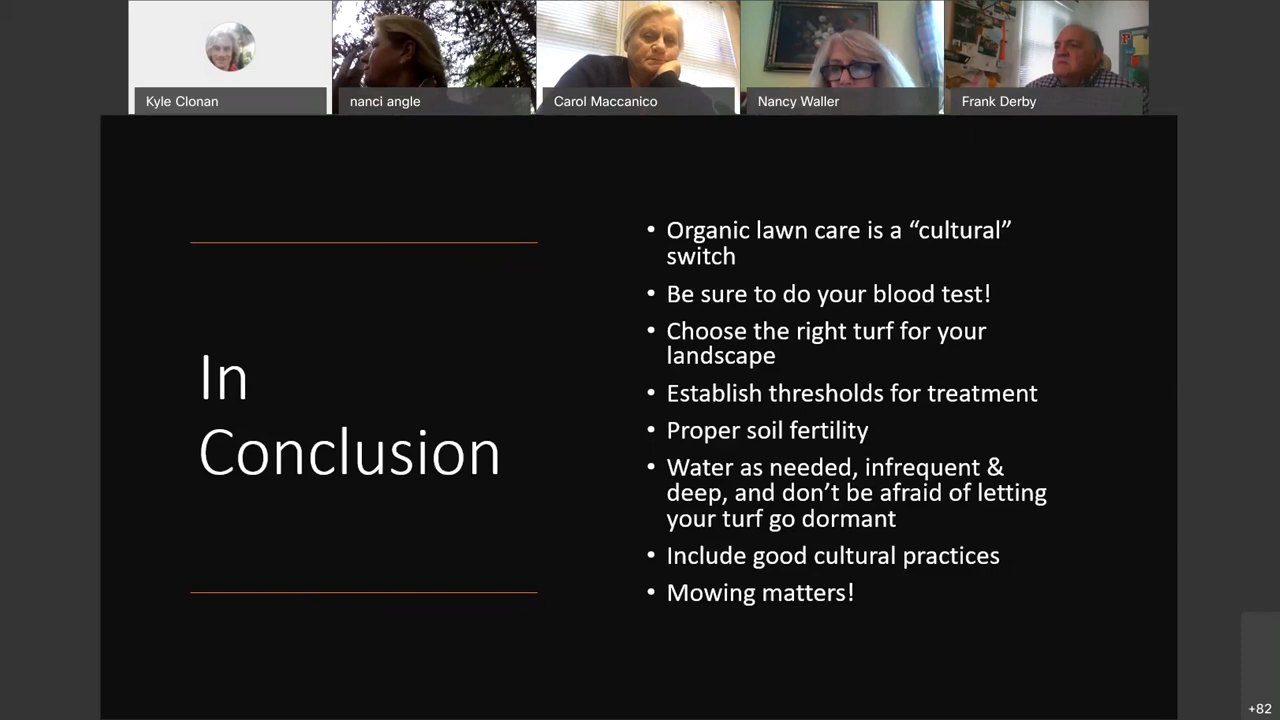 Kyle Clonan
nanci angle
Carol Maccanico
Nancy Waller
Frank Derby
In
Conclusion
• Organic lawn care is a “cultural”
switch
• Be sure to do your blood test!
• Choose the right turf for your
landscape
• Establish thresholds for treatment
• Proper soil fertility
• Water as needed, infrequent &
deep, and don’t be afraid of letting
your turf go dormant
• Include good cultural practices
• Mowing matters!
+82